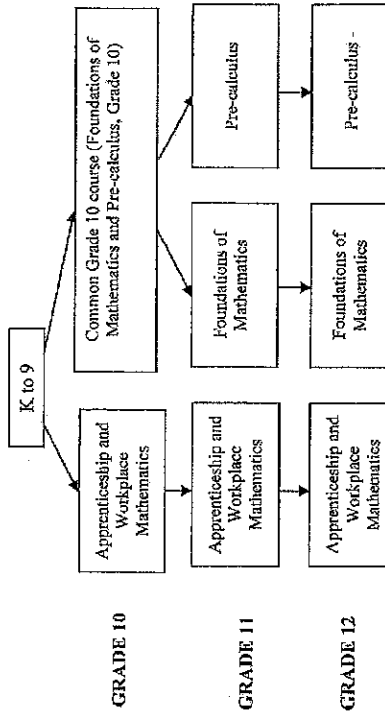 K to 9
GRADE 10
Apprenticeship and
Workplace
Mathematics
Common Grade 10 course (Foundations of
Mathematics and Pre-calculus, Grade 10)
GRADE 11
Apprenticeship and
Workplace
Mathematics
Foundations of
Mathematics
Pre-calculus
GRADE 12
Apprenticeship and
Workplace
Mathematics
Foundations of
Mathematics
Pre-calculus -